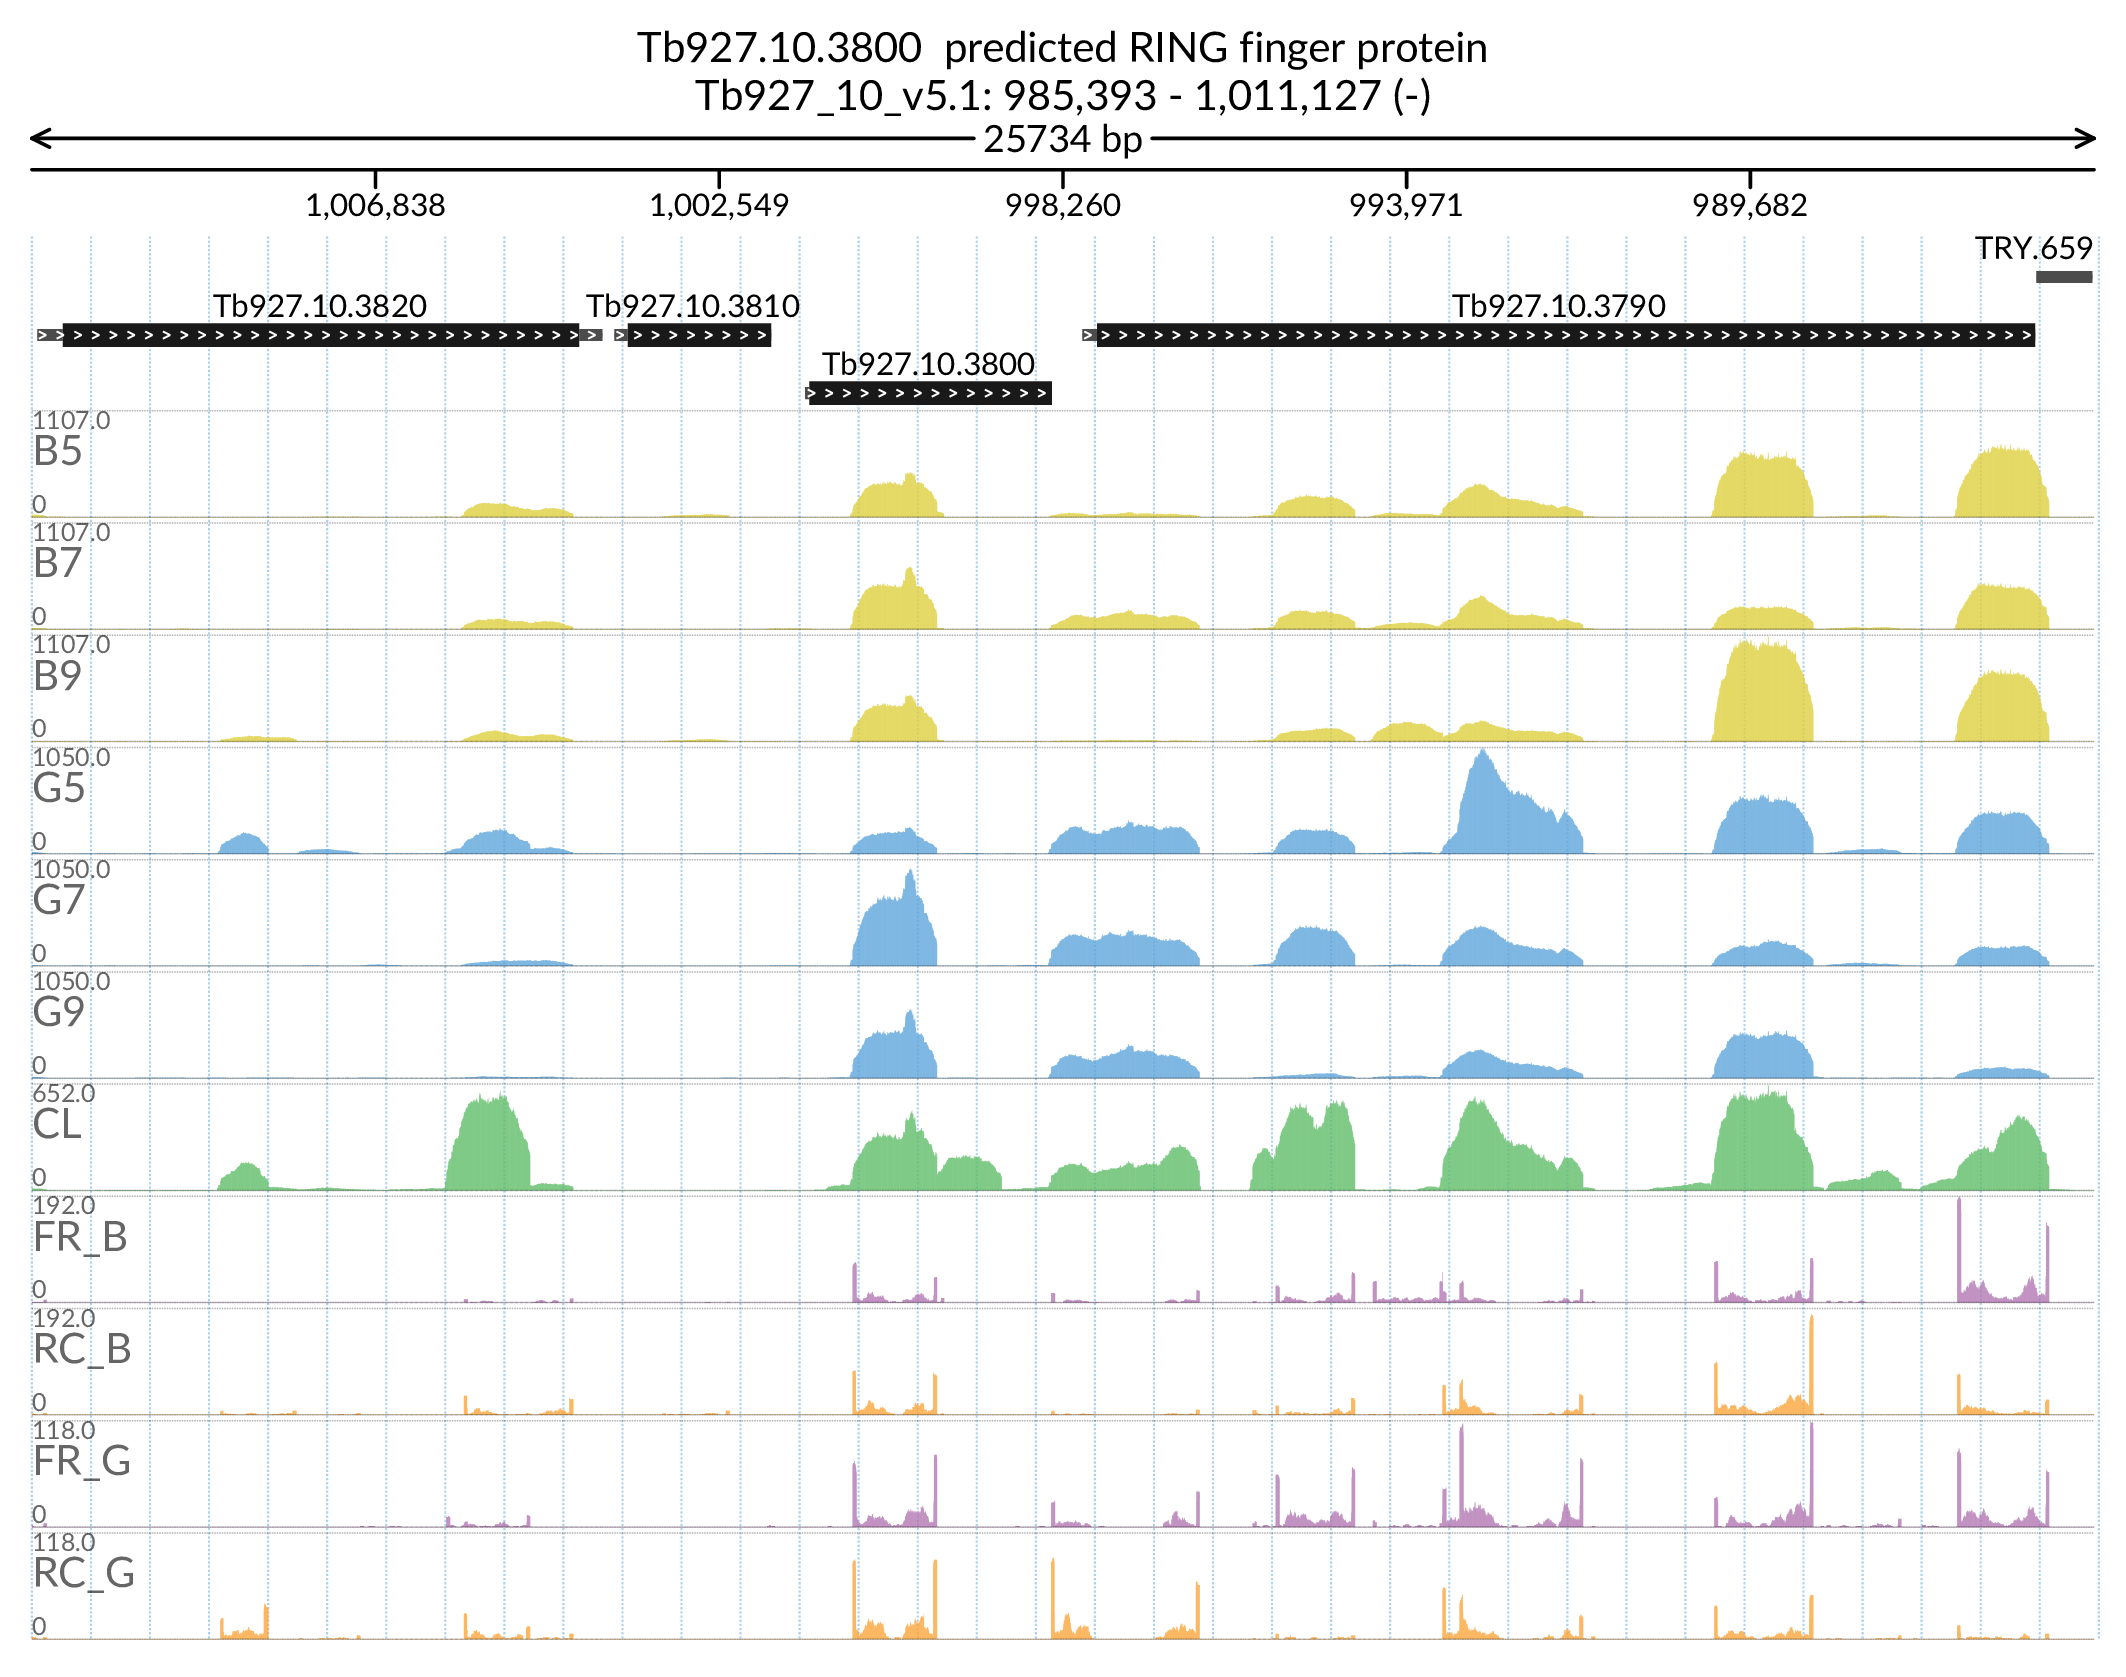 Tb927.10.3800  predicted RING finger protein
Tb927_10_v5.1: 985,393 - 1,011,127 (-)
25734 bp
1,006,838 1,002,549 998,260 993,971 989,682
TRY.659
Tb927.10.3820 Tb927.10.3810 Tb927.10.3790
Tb927.10.3800
1107.0
B5
0
1107.0
B7
0
1107.0
B9
0
1050.0
G5
0
1050.0
G7
0
1050.0
G9
0
652.0
CL
0
192.0
FR_B
0
192.0
RC_B
0
118.0
FR_G
0
118.0
RC_G
0